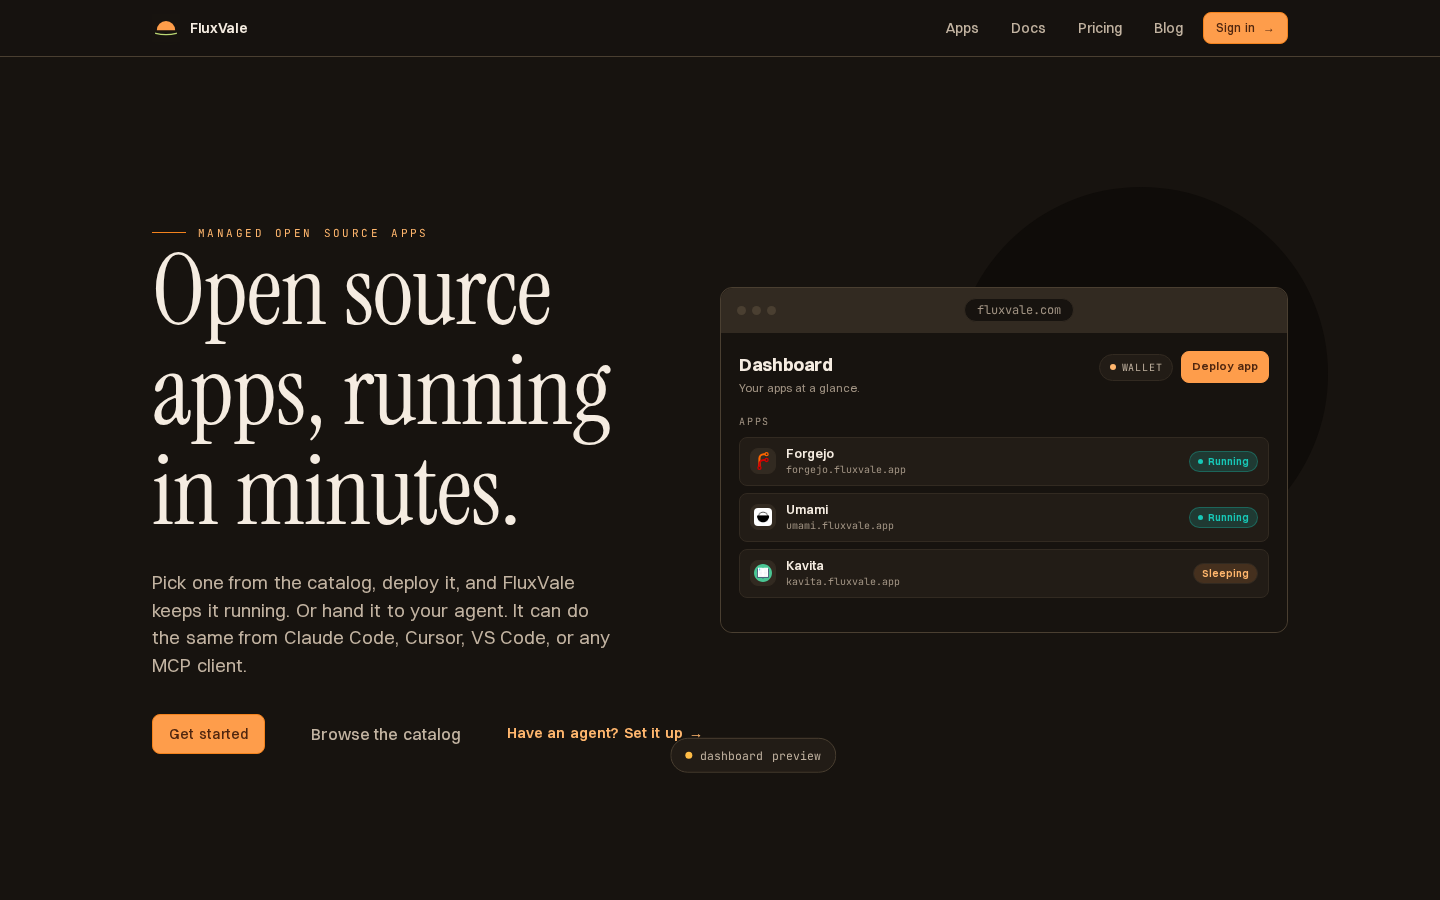 FluxVale
Apps
Docs
Pricing
Blog
Sign in →
MANAGED OPEN SOURCE APPS
Open source
apps, running
in minutes.
Pick one from the catalog, deploy it, and FluxVale
keeps it running. Or hand it to your agent. It can do
the same from Claude Code, Cursor, VS Code, or any
MCP client.
Get started
Browse the catalog
Have an agent? Set it up →
fluxvale.com
Dashboard
Your apps at a glance.
WALLET
Deploy app
APPS
Forgejo
forgejo.fluxvale.app
Running
Umami
umami.fluxvale.app
Running
Kavita
kavita.fluxvale.app
Sleeping
dashboard preview